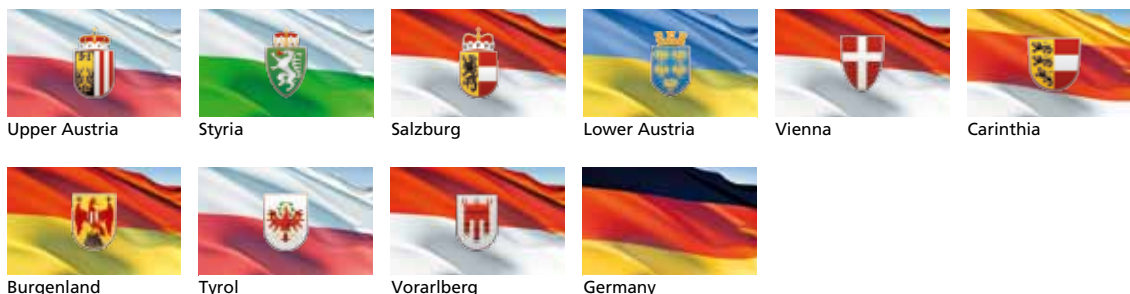 Upper Austria
Styria
Salzburg
Lower Austria
Vienna
Carinthia
Burgenland
Tyrol
Vorarlberg
Germany